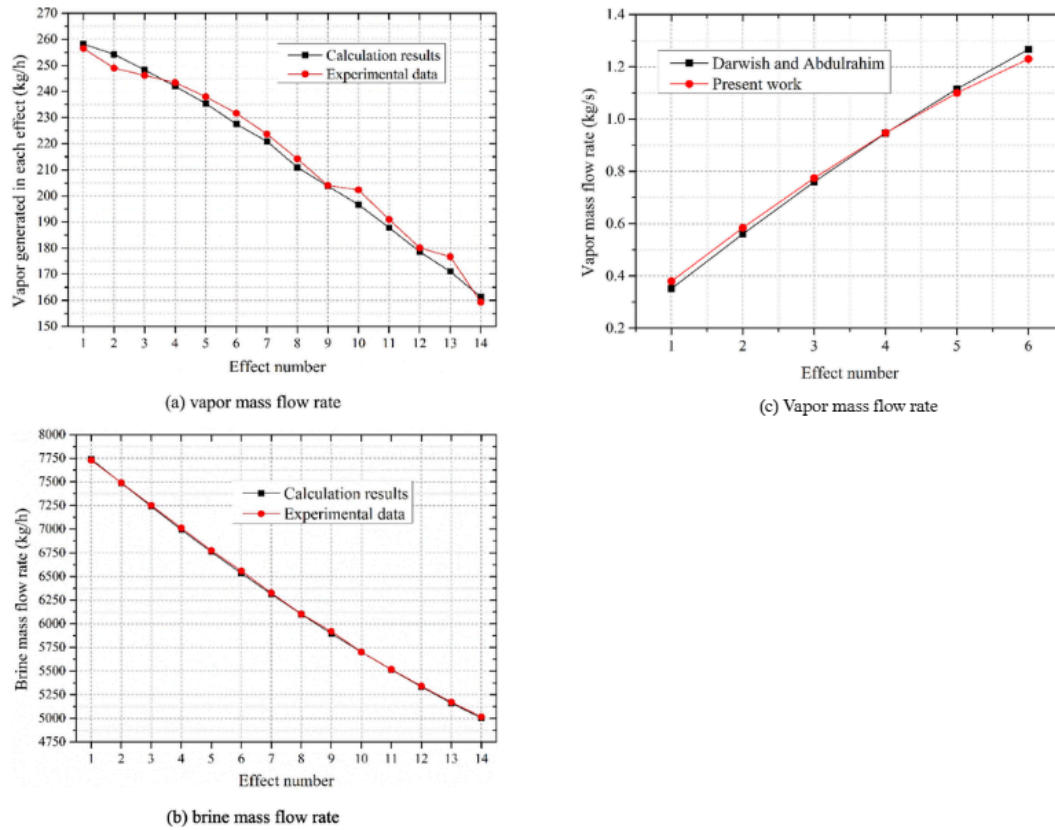 260
250
240
230
220
210
200
190
180
170
160
150
Vapor generated in each effect (kg/h)
Calculation results
Experimental data
1 2 3 4 5 6 7 8 9 10 11 12 13 14
Effect number
(a) vapor mass flow rate
1.4
1.2
1.0
0.8
0.6
0.4
0.2
Vapor mass flow rate (kg/s)
Darwish and Abdulrahim
Present work
1 2 3 4 5 6
Effect number
(c) Vapor mass flow rate
8000
7750
7500
7250
7000
6750
6500
6250
6000
5750
5500
5250
5000
4750
Brine mass flow rate (kg/h)
Calculation results
Experimental data
1 2 3 4 5 6 7 8 9 10 11 12 13 14
Effect number
(b) brine mass flow rate